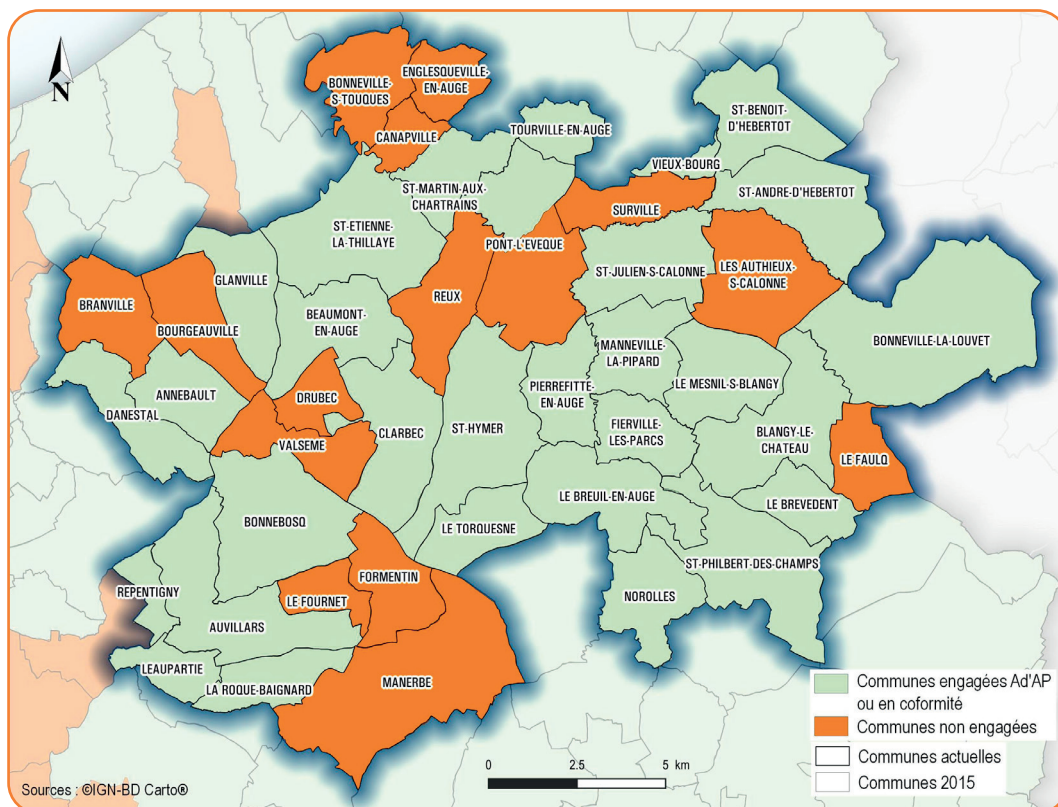 N
BONNEVILLE-
S-TOUQUES
ENGLESQUEVILLE-
EN-AUGE
CANAPVILLE
TOURVILLE-EN-AUGE
ST-BENOIT-
D'HEBERTOT
VIEUX-BOURG
ST-MARTIN-AUX-
CHARTRAINS
ST-ANDRE-D'HEBERTOT
SURVILLE
ST-ETIENNE-
LA-THILLAYE
PONT-L'EVEQUE
GLANVILLE
ST-JULIEN-S-CALONNE
LES AUTHIEUX-
S-CALONNE
BRANVILLE
REUX
BEAUMONT-
EN-AUGE
BOURGEAUVILLE
BONNEVILLE-LA-LOUVET
MANNEVILLE-
LA-PIPARD
PIERREFITTE-
EN-AUGE
LE MESNIL-S-BLANGY
ANNEBAULT
DRUBEC
DANESTAL
FIERVILLE-
LES-PARCS
CLARBEC
ST-HYMER
BLANGY-LE-
CHATEAU
VALSEME
LE FAULQ
LE BREUIL-EN-AUGE
LE BREVEDENT
BONNEBOSQ
LE TORQUESNE
ST-PHILBERT-DES-CHAMPS
FORMENTIN
REPENTIGNY
LE FOURNET
NOROLLES
AUVILLARS
LEAUPARTIE
LA ROQUE-BAIGNARD
MANERBE
Communes engagées Ad'AP
ou en coformité
Communes non engagées
Communes actuelles
Communes 2015
0 2.5 5 km
Sources : ©IGN-BD Carto®